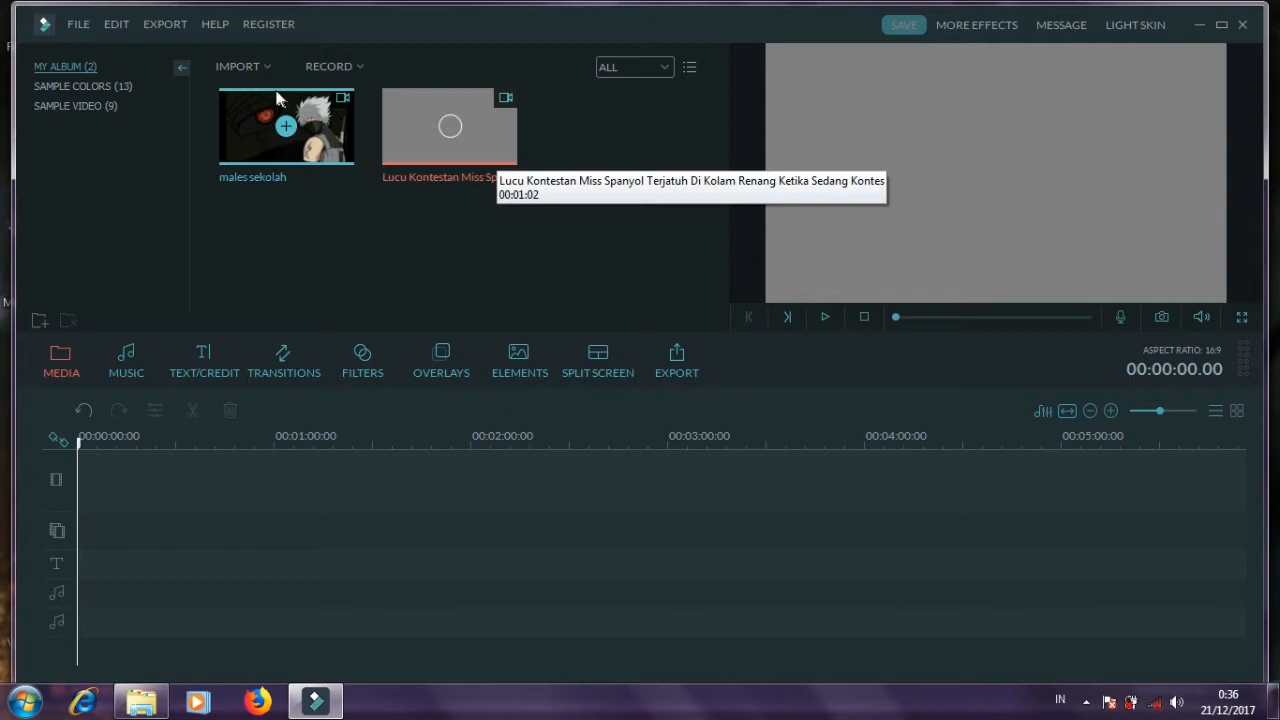 FILE EDIT EXPORT HELP REGISTER SAVE MORE EFFECTS MESSAGE LIGHT SKIN
MY ALBUM (2) IMPORT RECORD ALL
SAMPLE COLORS (13)
SAMPLE VIDEO (9)
males sekolah Lucu Kontestan Miss Sp
Lucu Kontestan Miss Spanyol Terjatuh Di Kolam Renang Ketika Sedang Kontes
00:01:02
MEDIA MUSIC TEXT/CREDIT TRANSITIONS FILTERS OVERLAYS ELEMENTS SPLIT SCREEN EXPORT
ASPECT RATIO: 16:9
00:00:00.00
00:00:00:00 00:01:00:00 00:02:00:00 00:03:00:00 00:04:00:00 00:05:00:00
IN
0:36
21/12/2017